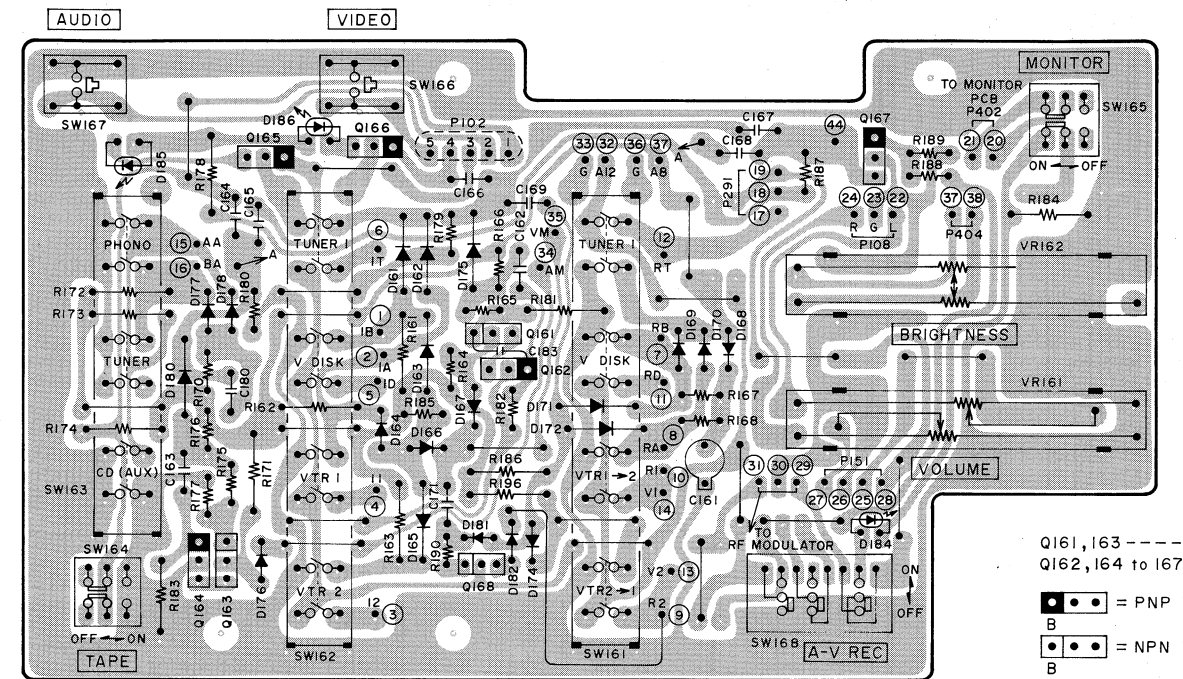 AUDIO
VIDEO
MONITOR
SW167
SW166
SW165
TO MONITOR
PCB
P402
21 20
ON OFF
D186
Q165
Q166
P102
5 4 3 2 1
C167
C168
44
Q167
R189
R188
33 32 36 37
G A12 G A8
A
P291
19
18
17
R187
24 23 22
R G L
P108
37 38
P404
R184
D185
R178
C164
C165
C166
C169
35
VM
34
AM
PHONO
15 AA
16 BA
A
TUNER 1
6
1T
D161
D162
R179
D175
R166
C162
TUNER 1
12
RT
VR162
BRIGHTNESS
R172
R173
D177
D178
R180
1
1B
R161
R165
R181
Q161
C183
Q162
RB
7
RD
11
D169
D170
D168
TUNER
D180
R170
C180
V DISK
2
1A
1D
5
D163
R164
V DISK
VR161
VOLUME
R174
R176
R162
R185
D164
D166
D167
R182
D171
D172
R167
R168
8
RA
C163
R175
R171
R177
CD (AUX)
SW163
VTR 1
11
4
R186
R196
VTR1→2
R1
10
V1
14
C161
31 30 29
P151
27 26 25 28
D184
TO
RF MODULATOR
SW164
R183
Q164
Q163
D176
R163
D165
C171
R190
D181
Q168
D182
D174
V2
13
VTR 2
12
3
VTR2→1
R2
9
OFF ON
TAPE
SW162
SW161
SW168
A-V REC
ON
OFF
Q161,163 ----
Q162,164 to 167
= PNP
B
= NPN
B